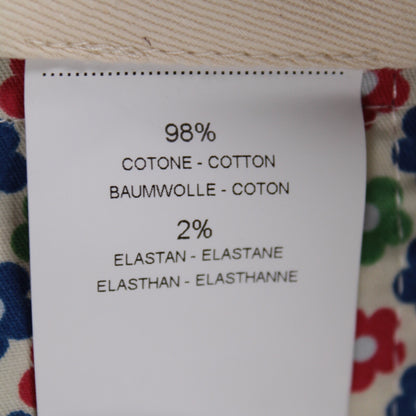 98%
COTONE - COTTON
BAUMWOLLE - COTON
2%
ELASTAN - ELASTANE
ELASTHAN - ELASTHANNE